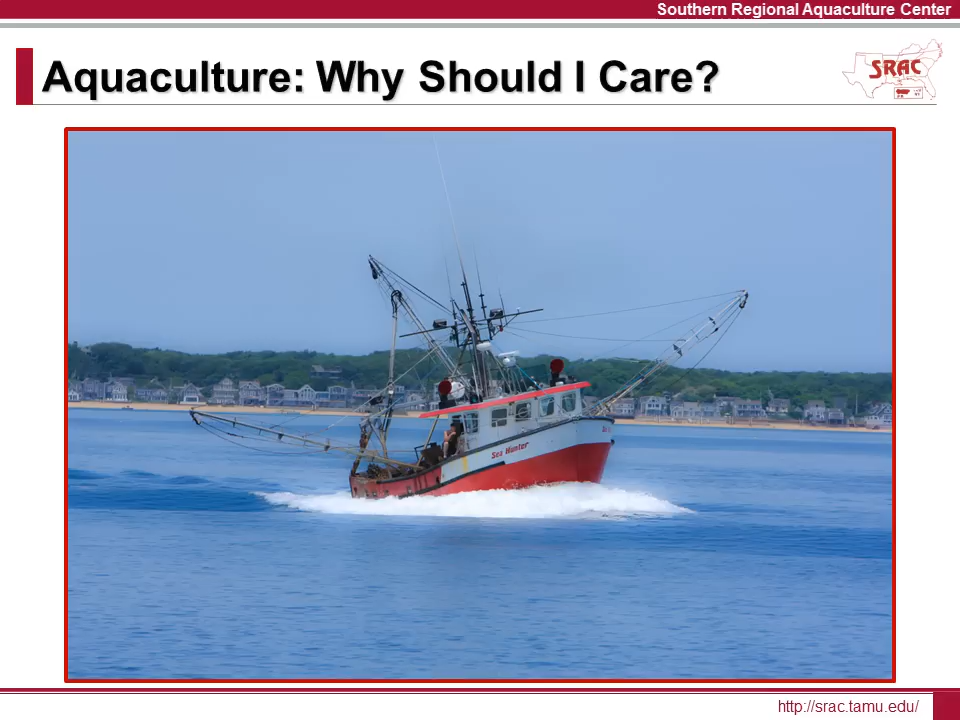 Southern Regional Aquaculture Center
Aquaculture: Why Should I Care?
SRAC
Sea Hunter
http://srac.tamu.edu/